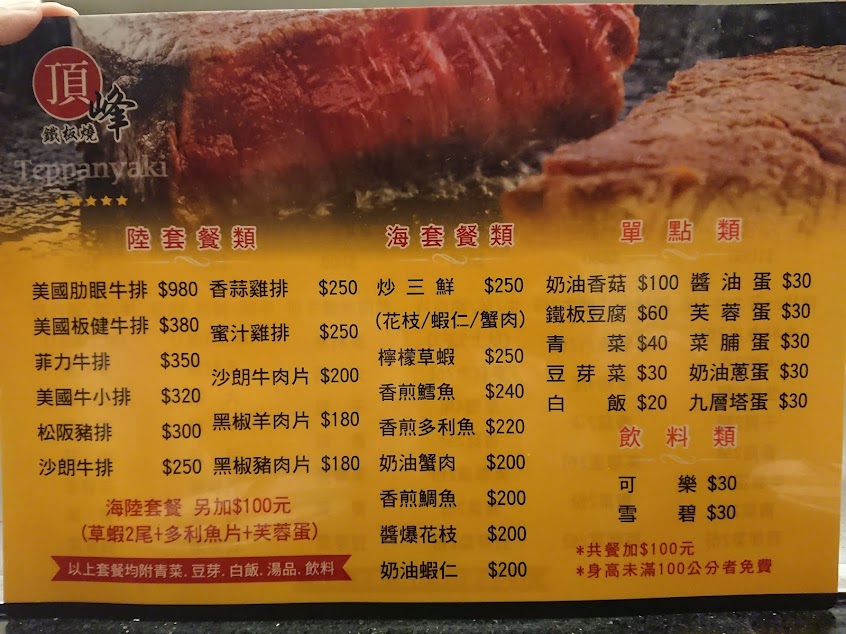 頂峰
鐵板燒
Teppanyaki
陸套餐類
美國肋眼牛排 $980
美國板健牛排 $380
菲力牛排 $350
美國牛小排 $320
松阪豬排 $300
沙朗牛排 $250
香蒜雞排 $250
蜜汁雞排 $250
沙朗牛肉片 $200
黑椒羊肉片 $180
黑椒豬肉片 $180
海陸套餐 另加$100元
(草蝦2尾+多利魚片+芙蓉蛋)
以上套餐均附青菜.豆芽.白飯.湯品.飲料
海套餐類
炒三鮮 $250
(花枝/蝦仁/蟹肉)
檸檬草蝦 $250
香煎鱈魚 $240
香煎多利魚 $220
奶油蟹肉 $200
香煎鯛魚 $200
醬爆花枝 $200
奶油蝦仁 $200
單點類
奶油香菇 $100
鐵板豆腐 $60
青菜 $40
豆芽菜 $30
白飯 $20
醬油蛋 $30
芙蓉蛋 $30
菜脯蛋 $30
奶油蔥蛋 $30
九層塔蛋 $30
飲料類
可樂 $30
雪碧 $30
*共餐加$100元
*身高未滿100公分者免費